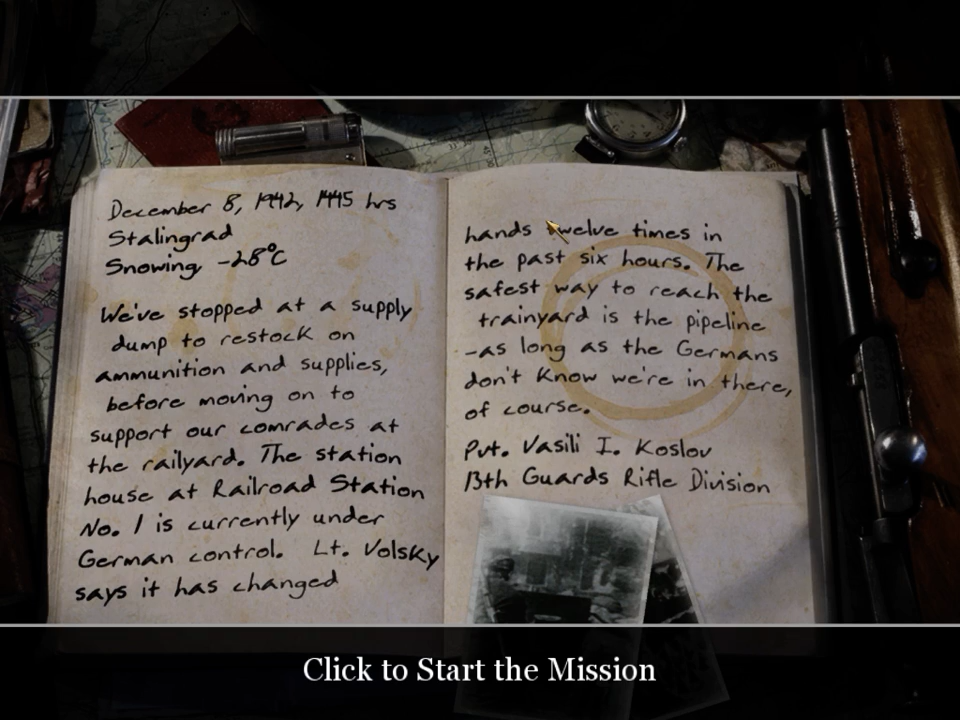 December 8, 1942, 1445 hrs
Stalingrad
Snowing -28°C
We've stopped at a supply
dump to restock on
ammunition and supplies,
before moving on to
support our comrades at
the railyard. The station
house at Railroad Station
No. 1 is currently under
German control. Lt. Volsky
says it has changed
hands twelve times in
the past six hours. The
safest way to reach the
trainyard is the pipeline
-as long as the Germans
don't know we're in there,
of course.
Pvt. Vasili I. Koslov
13th Guards Rifle Division
Click to Start the Mission